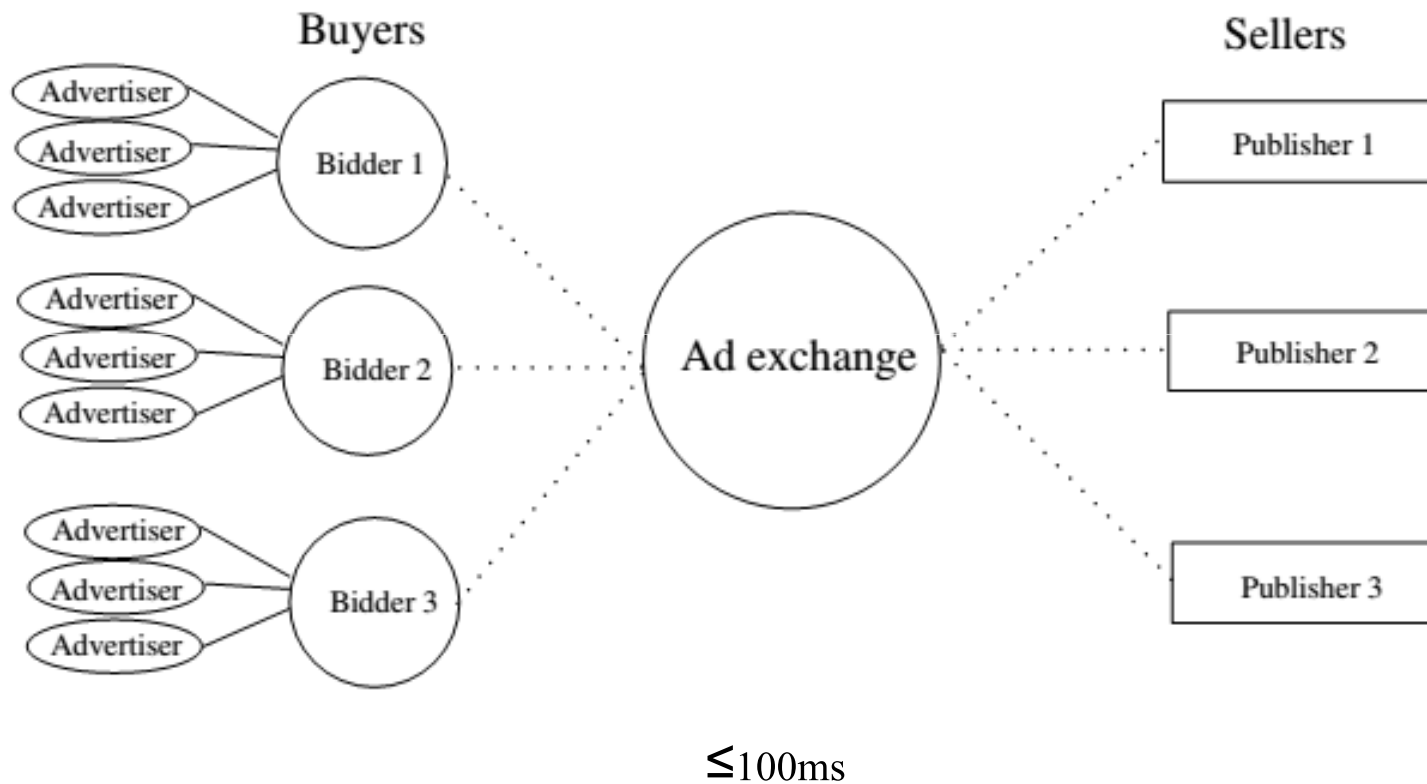 Buyers
Sellers
Advertiser
Advertiser
Advertiser
Bidder 1
Publisher 1
Advertiser
Advertiser
Advertiser
Bidder 2
Ad exchange
Publisher 2
Advertiser
Advertiser
Advertiser
Bidder 3
Publisher 3
≤100ms